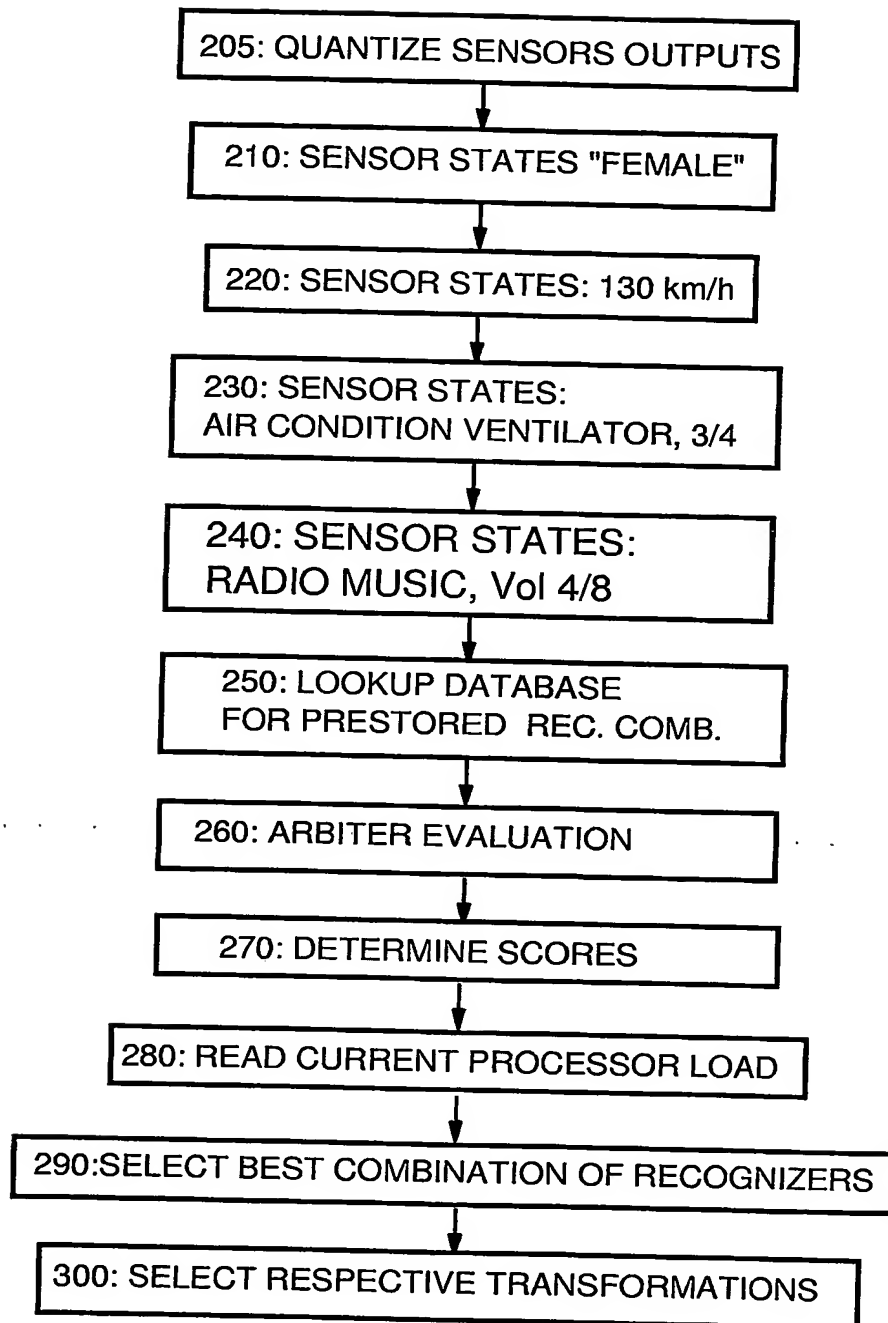 205: QUANTIZE SENSORS OUTPUTS
210: SENSOR STATES "FEMALE"
220: SENSOR STATES: 130 km/h
230: SENSOR STATES:
AIR CONDITION VENTILATOR, 3/4
240: SENSOR STATES:
RADIO MUSIC, Vol 4/8
250: LOOKUP DATABASE
FOR PRESTORED REC. COMB.
260: ARBITER EVALUATION
270: DETERMINE SCORES
280: READ CURRENT PROCESSOR LOAD
290:SELECT BEST COMBINATION OF RECOGNIZERS
300: SELECT RESPECTIVE TRANSFORMATIONS